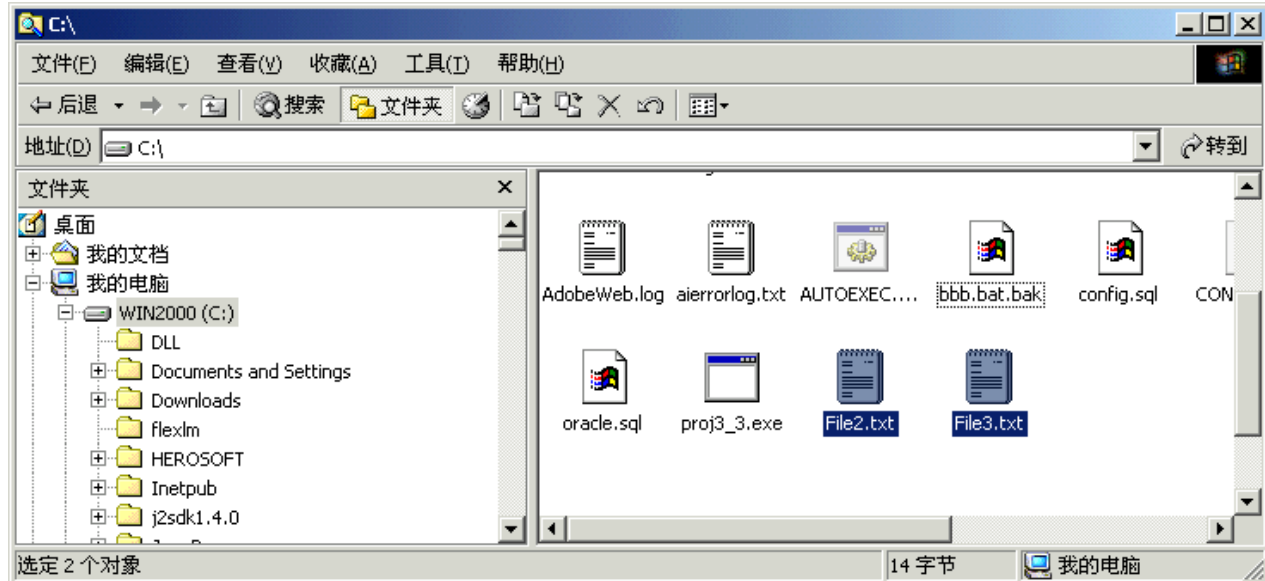 C:\
文件(F) 编辑(E) 查看(V) 收藏(A) 工具(T) 帮助(H)
后退 搜索 文件夹
地址(D) C:\ 转到
文件夹
桌面
我的文档
我的电脑
WIN2000 (C:)
DLL
Documents and Settings
Downloads
flexlm
HEROSOFT
Inetpub
j2sdk1.4.0
AdobeWeb.log aierrorlog.txt AUTOEXEC.... bbb.bat.bak config.sql CON
oracle.sql proj3_3.exe File2.txt File3.txt
选定 2 个对象 14 字节 我的电脑